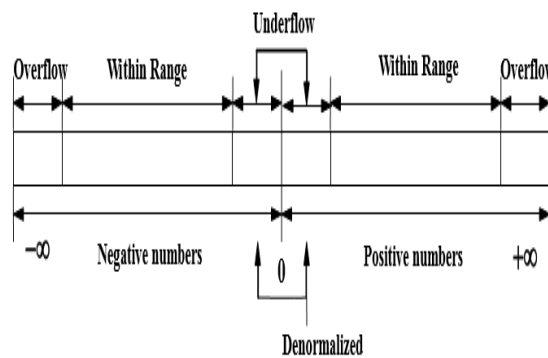 Underflow
Overflow Within Range Within Range Overflow
−∞ Negative numbers 0 Positive numbers +∞
Denormalized